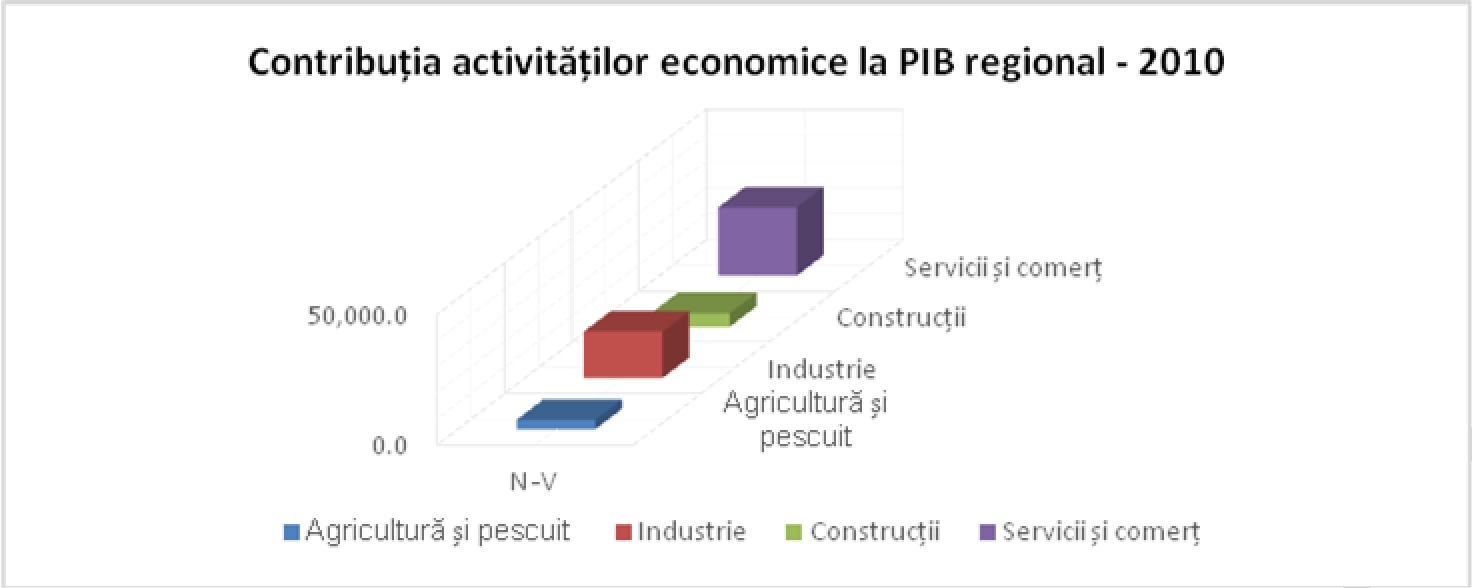 Contribuția activităților economice la PIB regional - 2010
50,000.0
0.0
N-V
Servicii și comerț
Construcții
Industrie
Agricultură și
pescuit
Agricultură și pescuit Industrie Construcții Servicii și comerț